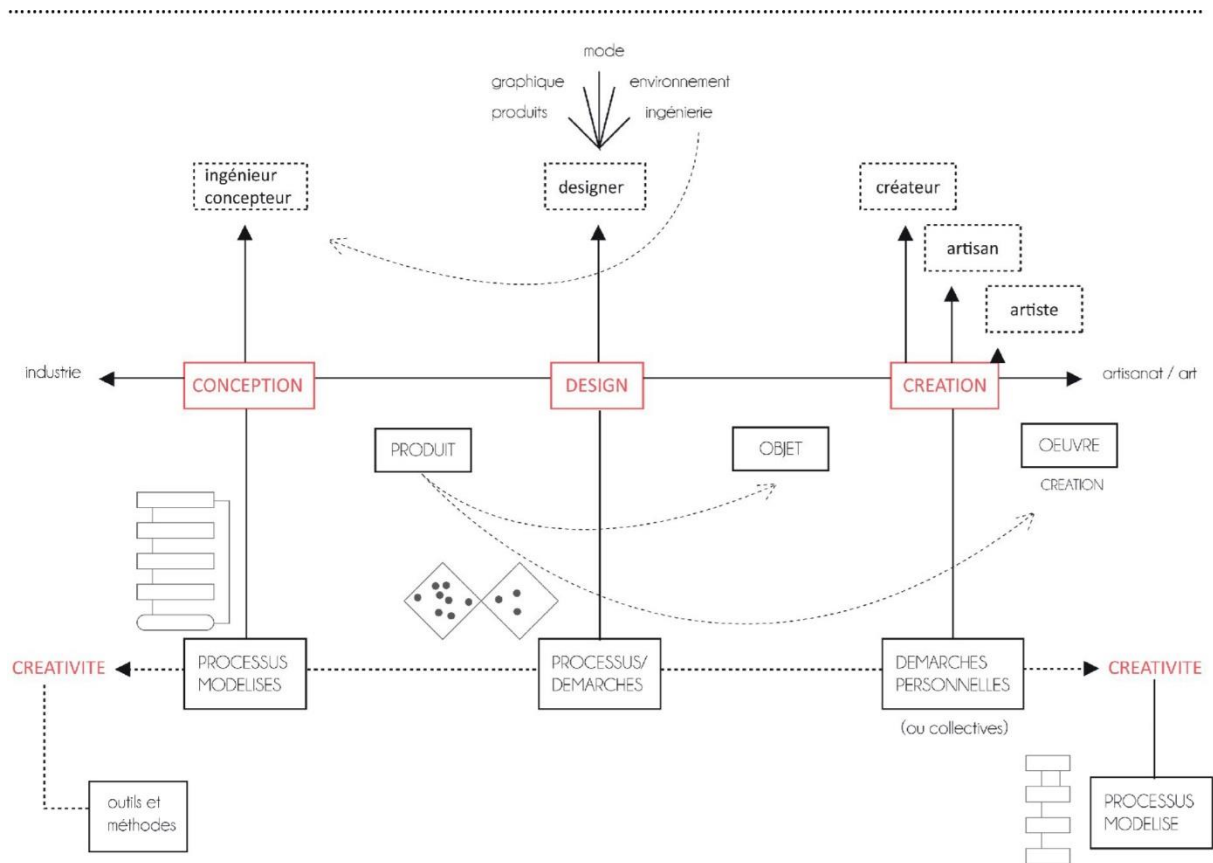 mode
graphique
environnement
produits
ingénierie
ingénieur
concepteur
designer
créateur
artisan
artiste
industrie
CONCEPTION
DESIGN
CREATION
artisanat / art
PRODUIT
OBJET
OEUVRE
CREATION
CREATIVITE
PROCESSUS
MODELISES
PROCESSUS/
DEMARCHES
DEMARCHES
PERSONNELLES
(ou collectives)
CREATIVITE
outils et
méthodes
PROCESSUS
MODELISE